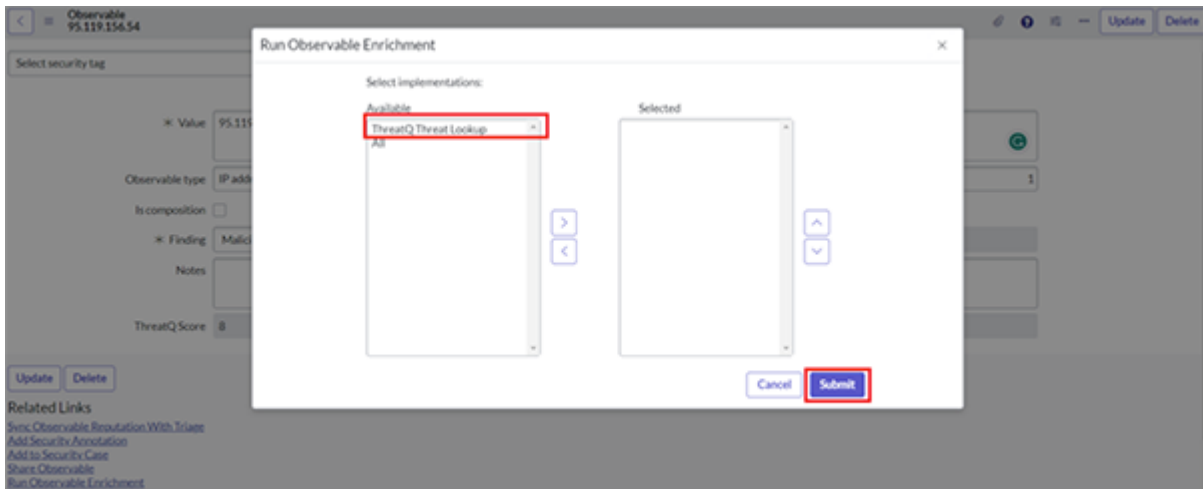 Observable
95.119.156.54
Update Delete
Select security tag
Run Observable Enrichment
Select implementations:
Available
Selected
ThreatQ Threat Lookup
All
Value 95.119
Observable type IP addr
1
Is composition
Finding Malici
Notes
ThreatQ Score 8
Cancel Submit
Update Delete
Related Links
Sync Observable Reputation With Triage
Add Security Annotation
Add to Security Case
Share Observable
Run Observable Enrichment